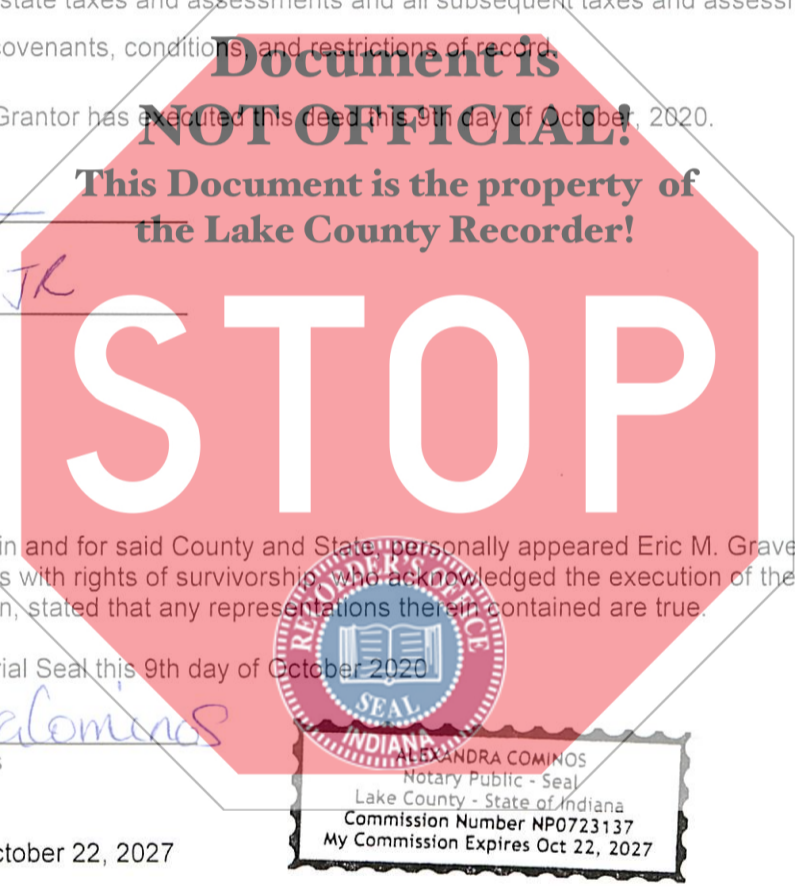 state taxes and assessments and all subsequent taxes and
covenants, conditions, and restrictions of record.
Document is
Grantor has executed this deed this 9th day of October, 2020.
NOT OFFICIAL!
This Document is the property of
the Lake County Recorder!
JR
STOP
in and for said County and State, personally appeared Eric M.
with rights of survivorship, who acknowledged the execution of the
stated that any representations therein contained are true.
RECORDER'S OFFICE
Seal this 9th day of October 2020
SEAL
INDIANA
ALEXANDRA COMINOS
Notary Public - Seal
Lake County - State of Indiana
Commission Number NP0723137
My Commission Expires Oct 22, 2027
October 22, 2027